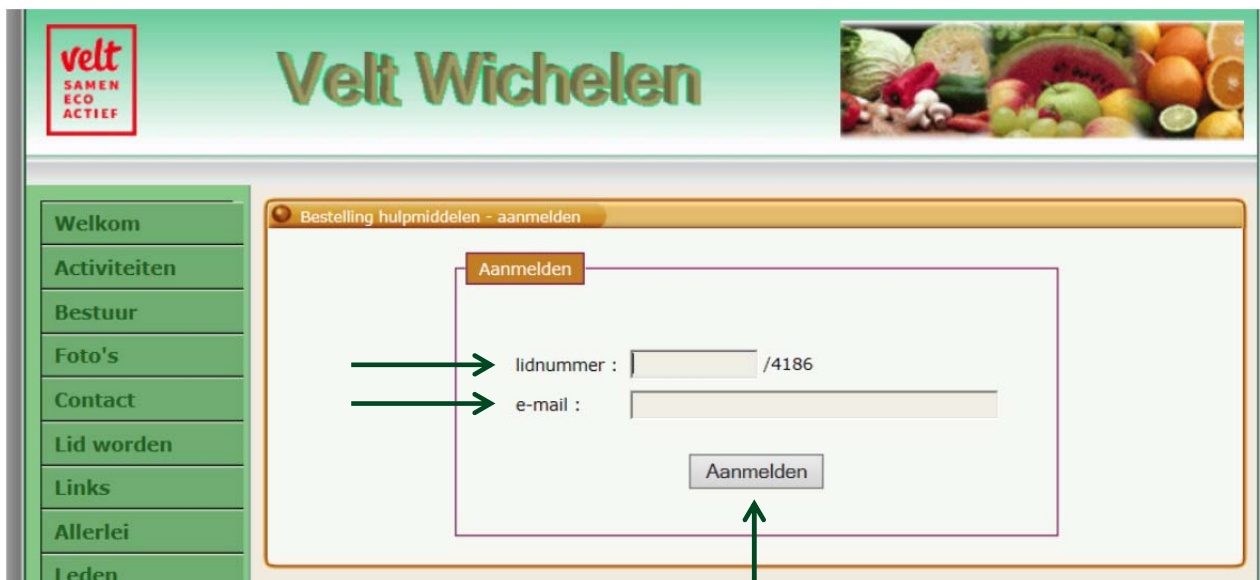 velt
SAMEN
ECO
ACTIEF
Velt Wichelen
Welkom
Activiteiten
Bestuur
Foto's
Contact
Lid worden
Links
Allerlei
Leden
Bestelling hulpmiddelen - aanmelden
Aanmelden
lidnummer : /4186
e-mail :
Aanmelden